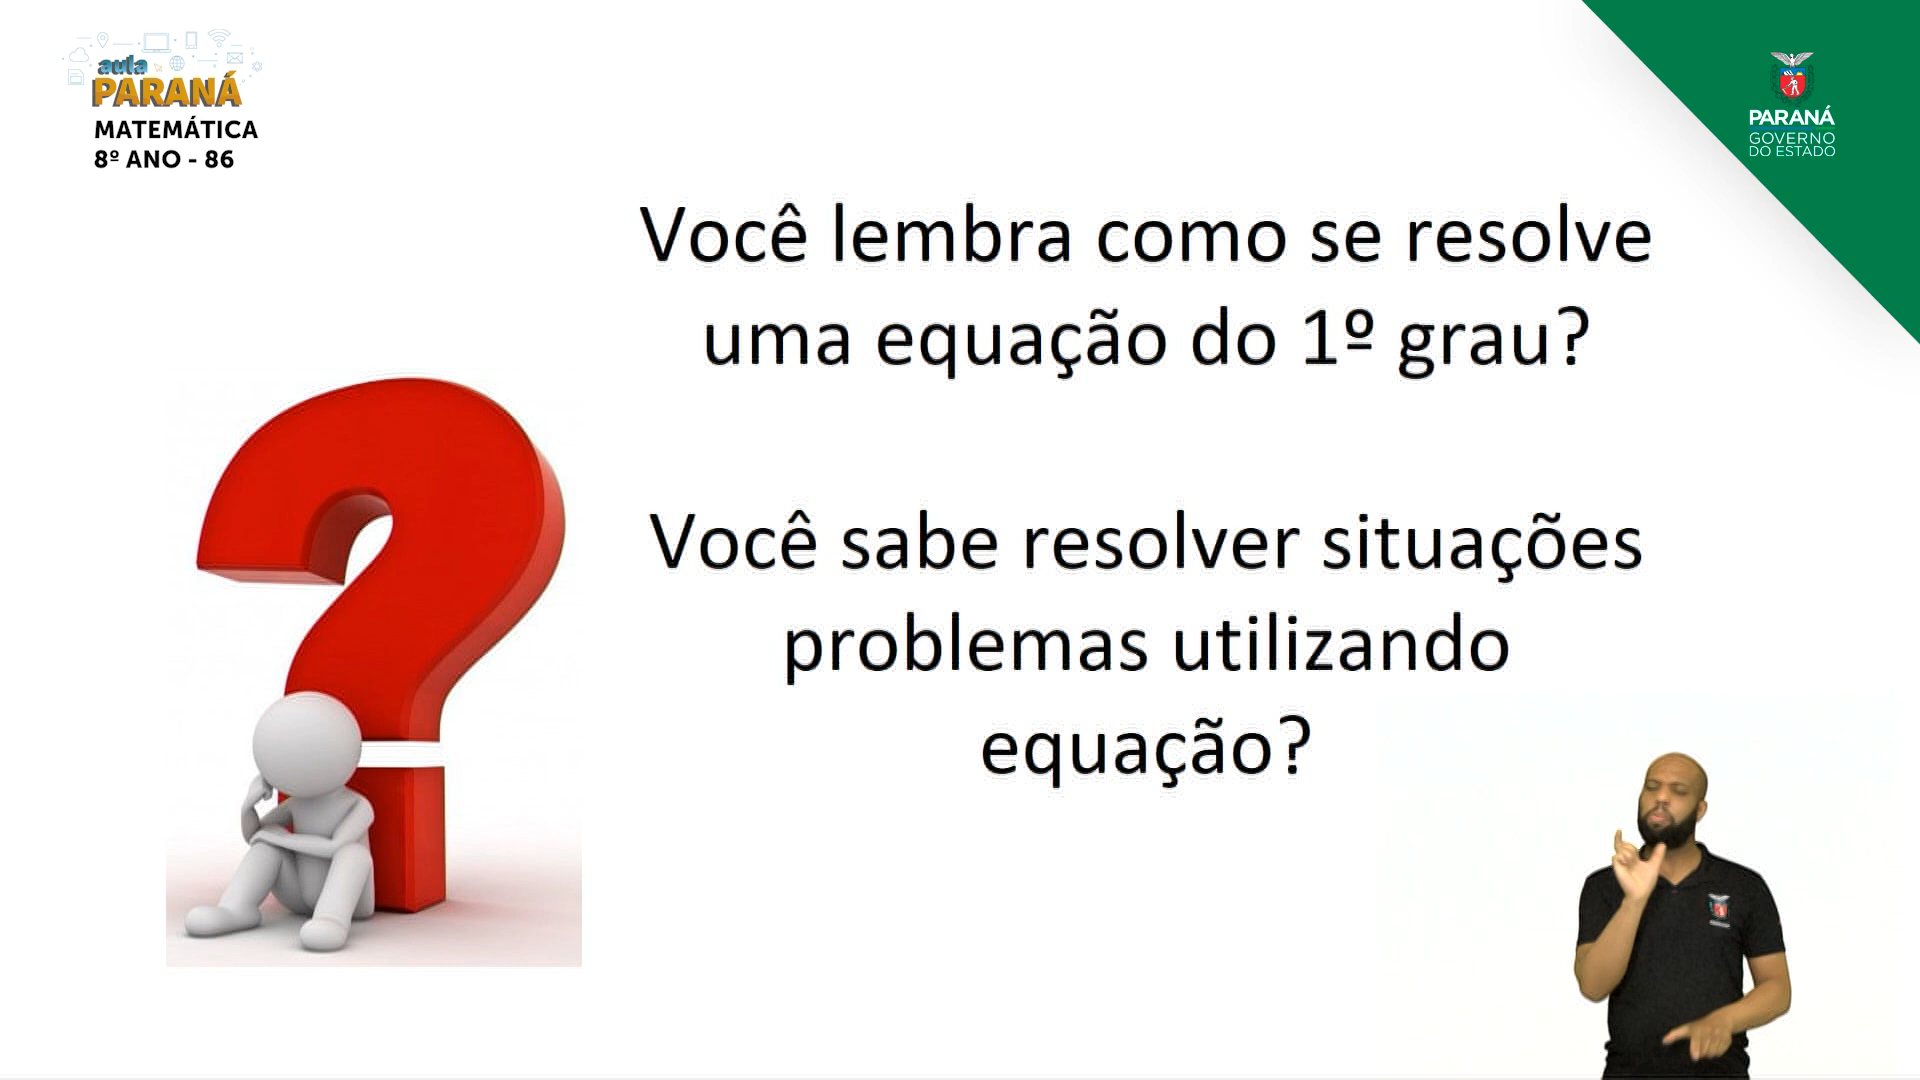 aula
PARANÁ
MATEMÁTICA
8º ANO - 86
PARANÁ
GOVERNO
DO ESTADO
Você lembra como se resolve
uma equação do 1º grau?
Você sabe resolver situações
problemas utilizando
equação?